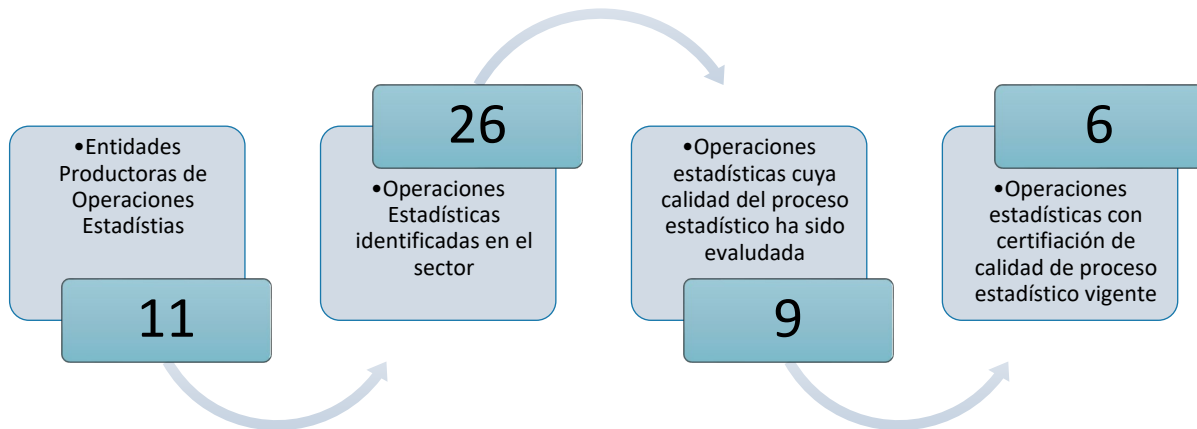 •Entidades
Productoras de
Operaciones
Estadístias
11
26
•Operaciones
Estadísticas
identificadas en el
sector
•Operaciones
estadísticas cuya
calidad del proceso
estadístico ha sido
evaludada
9
6
•Operaciones
estadísticas con
certifiación de
calidad de proceso
estadístico vigente